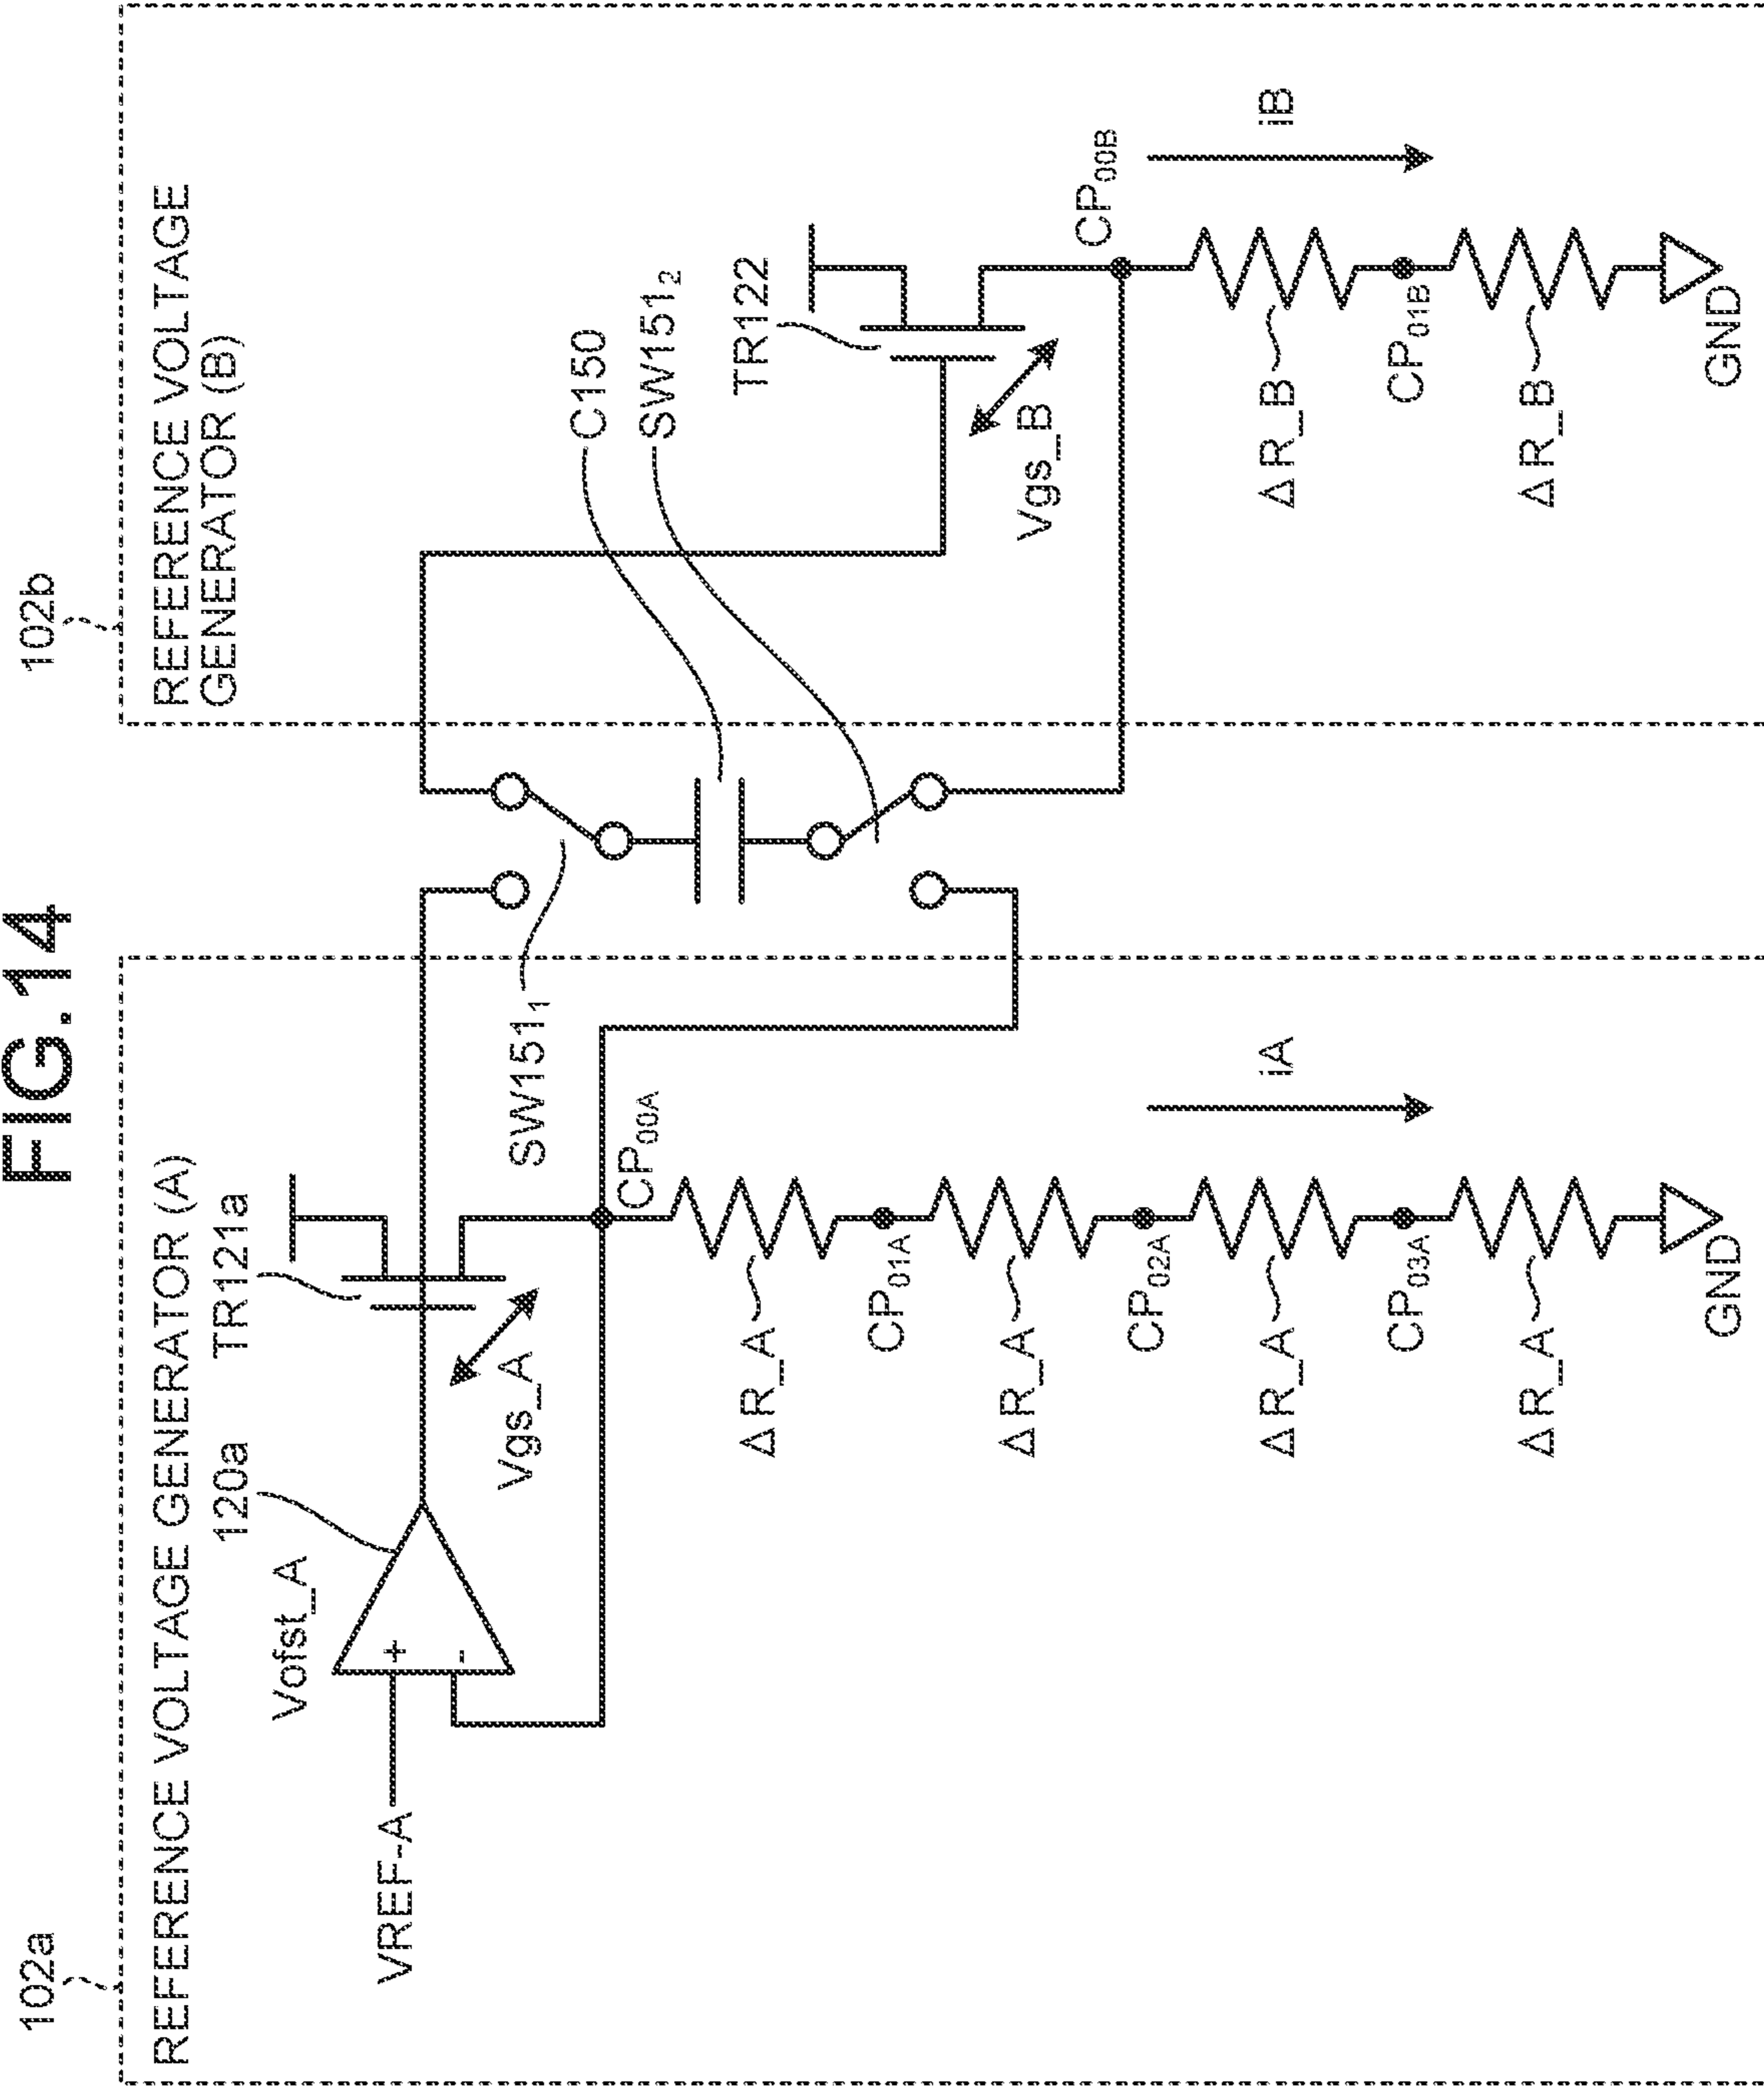 FIG.14
102a
REFERENCE VOLTAGE GENERATOR (A)
120a
TR121a
Vofst_A
VREF-A
+
-
Vgs_A
SW151₁
CP₀₀A
ΔR_A
CP₀₁A
ΔR_A
CP₀₂A
ΔR_A
CP₀₃A
ΔR_A
GND
iA
102b
REFERENCE VOLTAGE
GENERATOR (B)
C150
SW151₂
TR122
Vgs_B
CP₀₀B
ΔR_B
CP₀₁B
ΔR_B
GND
iB